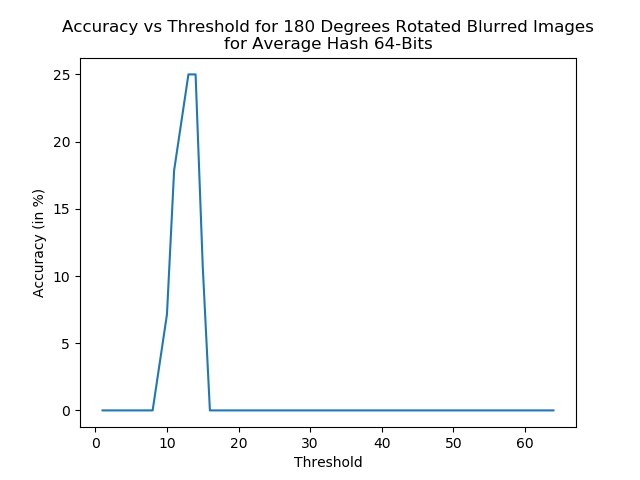 Accuracy vs Threshold for 180 Degrees Rotated Blurred Images
for Average Hash 64-Bits
25
20
15
10
5
0
Accuracy (in %)
0 10 20 30 40 50 60
Threshold